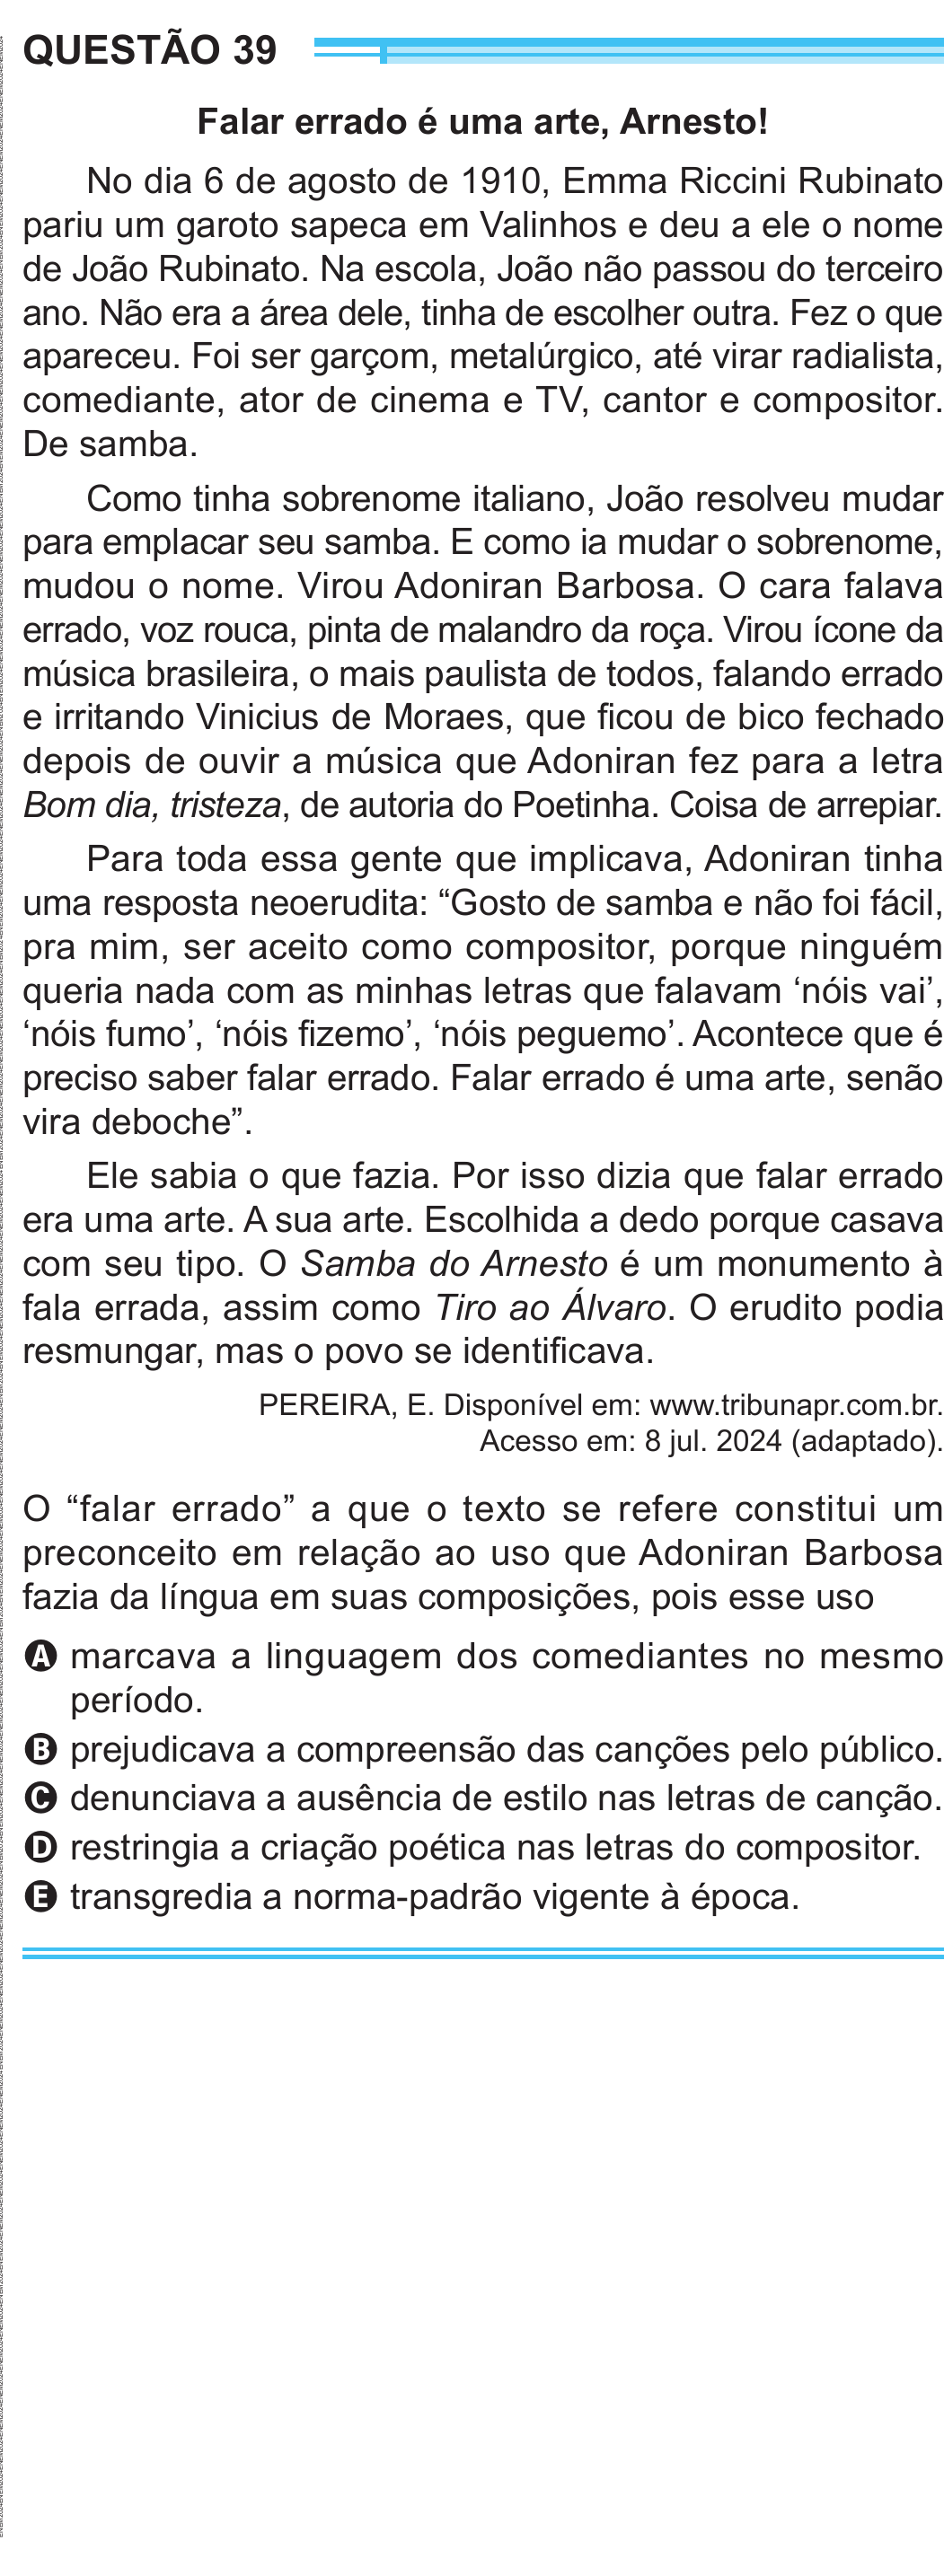 QUESTÃO 39
Falar errado é uma arte, Arnesto!
No dia 6 de agosto de 1910, Emma Riccini Rubinato
pariu um garoto sapeca em Valinhos e deu a ele o nome
de João Rubinato. Na escola, João não passou do terceiro
ano. Não era a área dele, tinha de escolher outra. Fez o que
apareceu. Foi ser garçom, metalúrgico, até virar radialista,
comediante, ator de cinema e TV, cantor e compositor.
De samba.
Como tinha sobrenome italiano, João resolveu mudar
para emplacar seu samba. E como ia mudar o sobrenome,
mudou o nome. Virou Adoniran Barbosa. O cara falava
errado, voz rouca, pinta de malandro da roça. Virou ícone da
música brasileira, o mais paulista de todos, falando errado
e irritando Vinicius de Moraes, que ficou de bico fechado
depois de ouvir a música que Adoniran fez para a letra
Bom dia, tristeza, de autoria do Poetinha. Coisa de arrepiar.
Para toda essa gente que implicava, Adoniran tinha
uma resposta neoerudita: “Gosto de samba e não foi fácil,
pra mim, ser aceito como compositor, porque ninguém
queria nada com as minhas letras que falavam ‘nóis vai’,
‘nóis fumo’, ‘nóis fizemo’, ‘nóis peguemo’. Acontece que é
preciso saber falar errado. Falar errado é uma arte, senão
vira deboche”.
Ele sabia o que fazia. Por isso dizia que falar errado
era uma arte. A sua arte. Escolhida a dedo porque casava
com seu tipo. O Samba do Arnesto é um monumento à
fala errada, assim como Tiro ao Álvaro. O erudito podia
resmungar, mas o povo se identificava.
PEREIRA, E. Disponível em: www.tribunapr.com.br.
Acesso em: 8 jul. 2024 (adaptado).
O “falar errado” a que o texto se refere constitui um
preconceito em relação ao uso que Adoniran Barbosa
fazia da língua em suas composições, pois esse uso
A marcava a linguagem dos comediantes no mesmo
período.
B prejudicava a compreensão das canções pelo público.
C denunciava a ausência de estilo nas letras de canção.
D restringia a criação poética nas letras do compositor.
E transgredia a norma-padrão vigente à época.